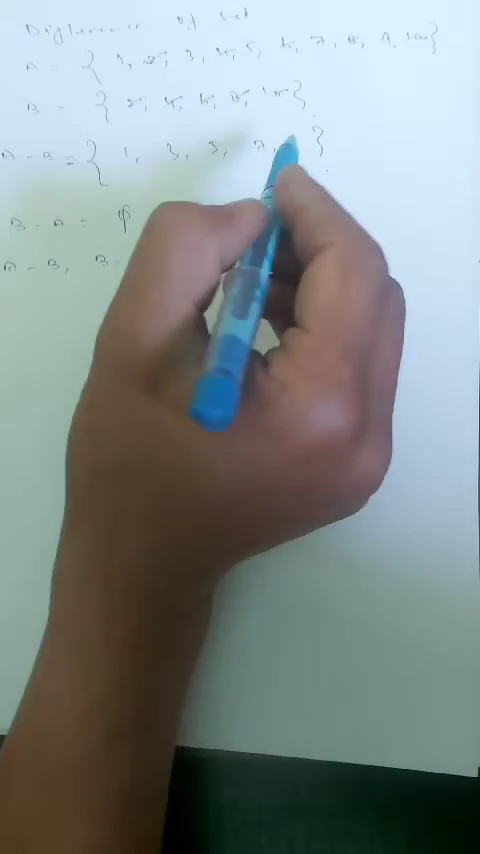 Difference of set
A = { 1, 2, 3, 4, 5, 6, 7, 8, 9, 10 }
B = { 2, 4, 6, 8, 10 }
A - B = { 1, 3, 5, 7, }
B - A = φ
A - B, B -